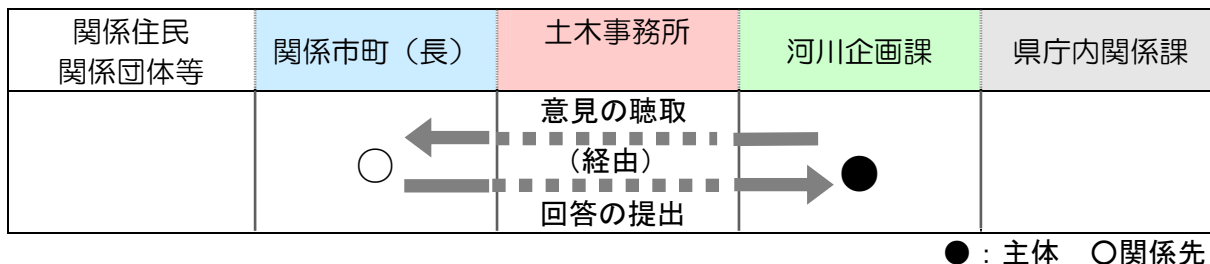 関係住民
関係団体等
関係市町（長）
土木事務所
河川企画課
県庁内関係課
意見の聴取
（経由）
回答の提出
●：主体　○関係先